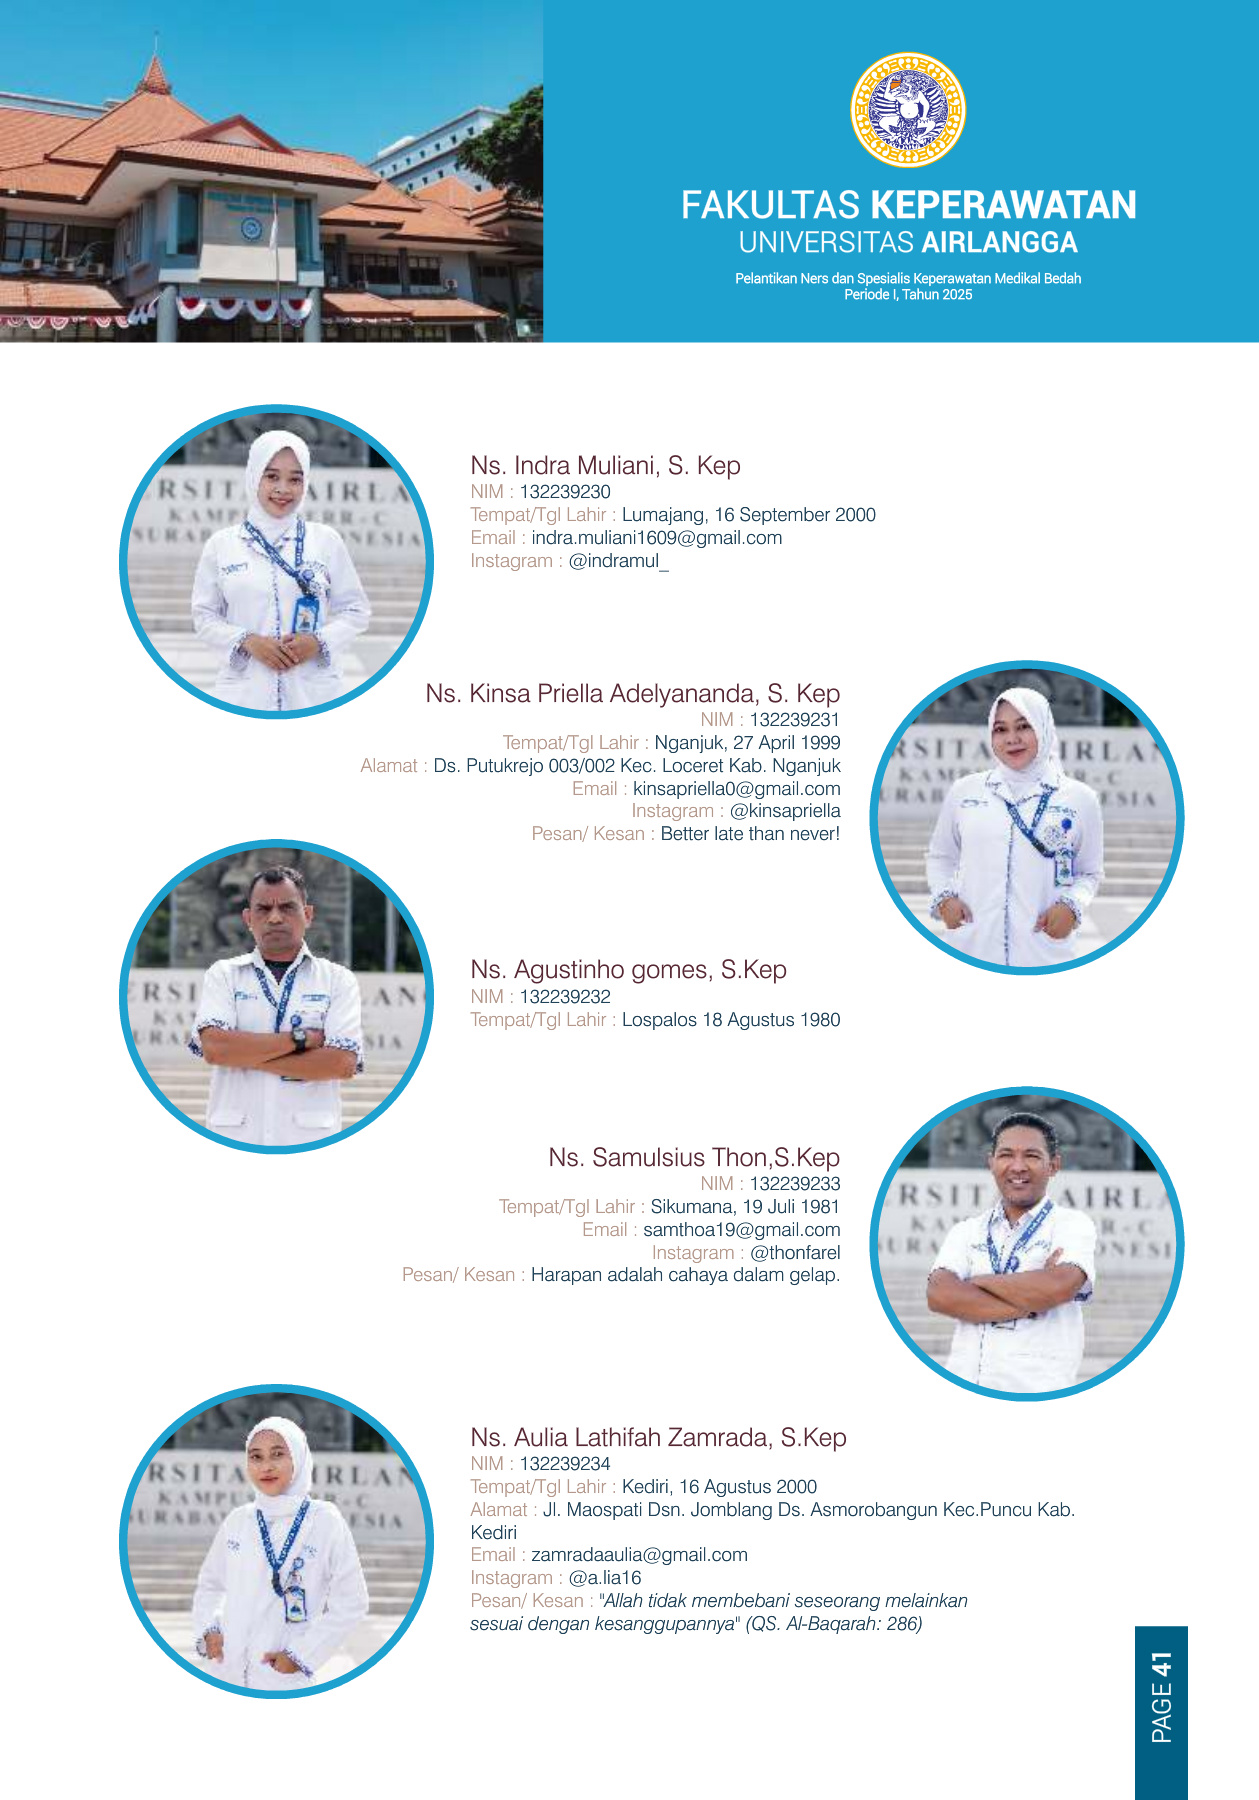 FAKULTAS KEPERAWATAN
UNIVERSITAS AIRLANGGA
Pelantikan Ners dan Spesialis Keperawatan Medikal Bedah
Periode I, Tahun 2025
Ns. Indra Muliani, S. Kep
NIM : 132239230
Tempat/Tgl Lahir : Lumajang, 16 September 2000
Email : indra.muliani1609@gmail.com
Instagram : @indramul_
Ns. Kinsa Priella Adelyananda, S. Kep
NIM : 132239231
Tempat/Tgl Lahir : Nganjuk, 27 April 1999
Alamat : Ds. Putukrejo 003/002 Kec. Loceret Kab. Nganjuk
Email : kinsapriella0@gmail.com
Instagram : @kinsapriella
Pesan/ Kesan : Better late than never!
Ns. Agustinho gomes, S.Kep
NIM : 132239232
Tempat/Tgl Lahir : Lospalos 18 Agustus 1980
Ns. Samulsius Thon,S.Kep
NIM : 132239233
Tempat/Tgl Lahir : Sikumana, 19 Juli 1981
Email : samthoa19@gmail.com
Instagram : @thonfarel
Pesan/ Kesan : Harapan adalah cahaya dalam gelap.
Ns. Aulia Lathifah Zamrada, S.Kep
NIM : 132239234
Tempat/Tgl Lahir : Kediri, 16 Agustus 2000
Alamat : Jl. Maospati Dsn. Jomblang Ds. Asmorobangun Kec.Puncu Kab.
Kediri
Email : zamradaaulia@gmail.com
Instagram : @a.lia16
Pesan/ Kesan : "Allah tidak membebani seseorang melainkan
sesuai dengan kesanggupannya" (QS. Al-Baqarah: 286)
PAGE 41